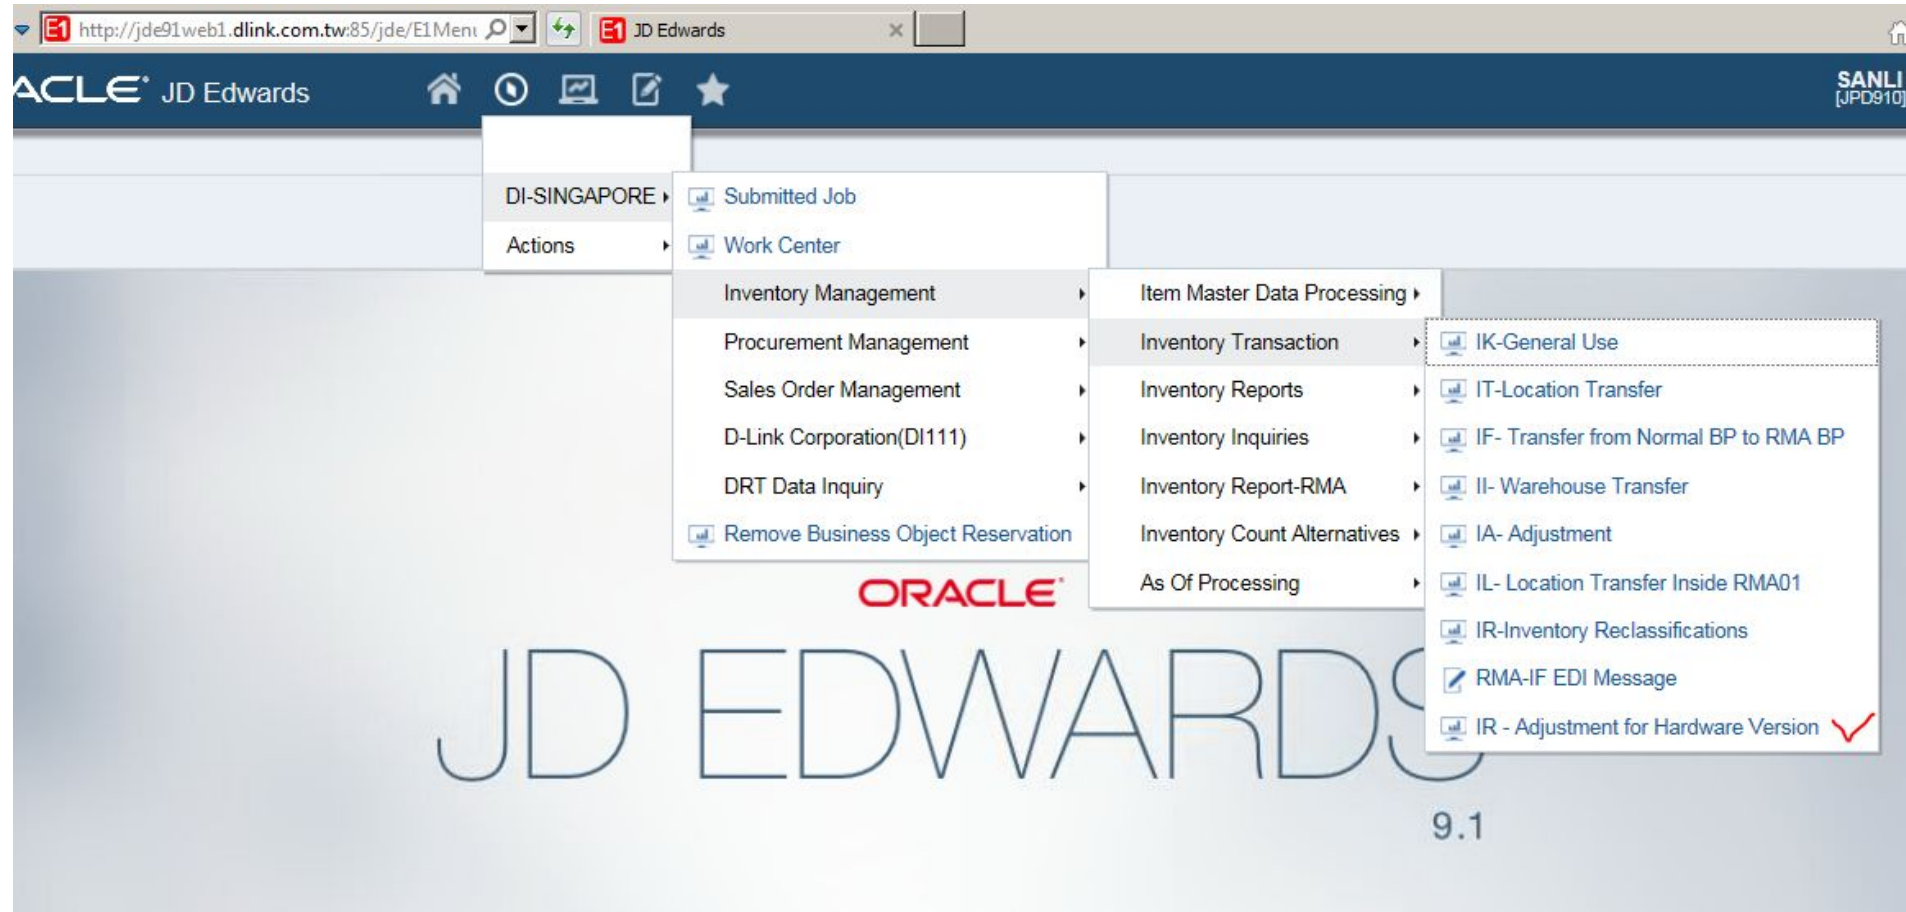 http://jde91web1.dlink.com.tw:85/jde/E1Menu
E1 JD Edwards
ACLE JD Edwards
SANLI
[JPD910]
DI-SINGAPORE
Actions
Submitted Job
Work Center
Inventory Management
Procurement Management
Sales Order Management
D-Link Corporation(DI111)
DRT Data Inquiry
Remove Business Object Reservation
Item Master Data Processing
Inventory Transaction
Inventory Reports
Inventory Inquiries
Inventory Report-RMA
Inventory Count Alternatives
As Of Processing
IK-General Use
IT-Location Transfer
IF- Transfer from Normal BP to RMA BP
II- Warehouse Transfer
IA- Adjustment
IL- Location Transfer Inside RMA01
IR-Inventory Reclassifications
RMA-IF EDI Message
IR - Adjustment for Hardware Version
ORACLE
JD EDWARDS
9.1